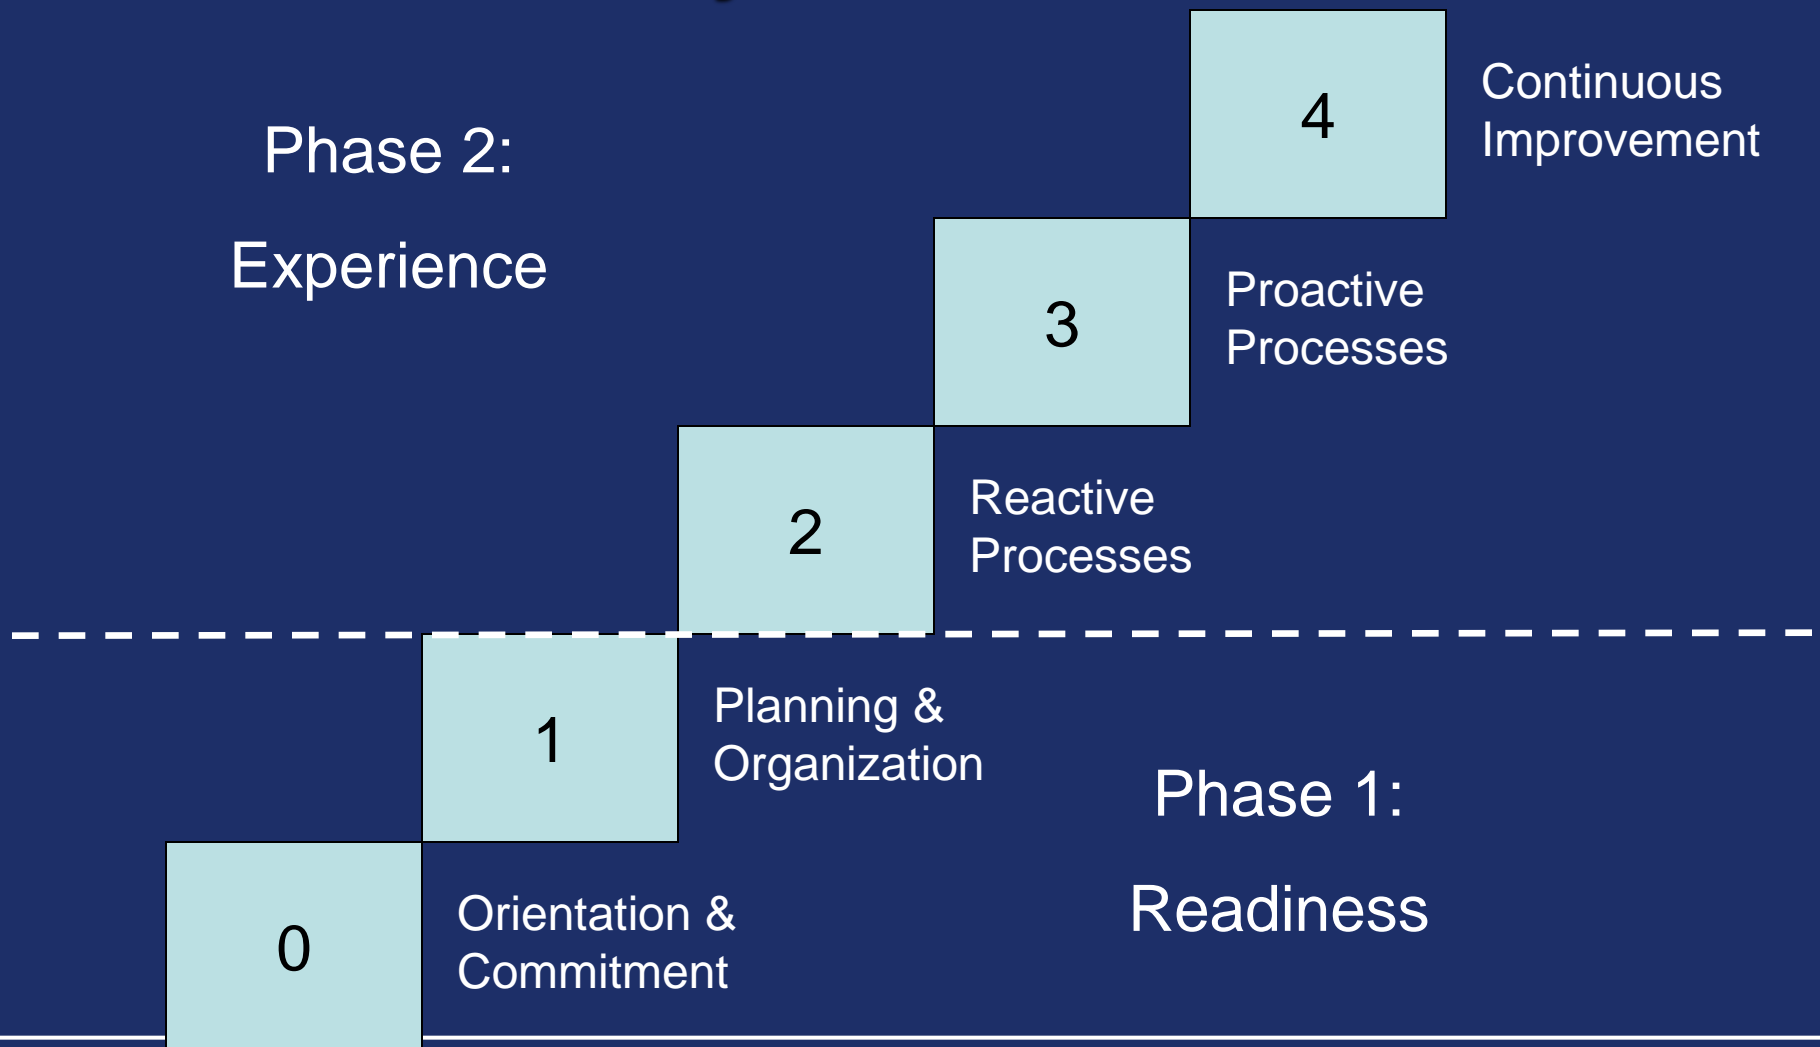 4
Continuous
Improvement
Phase 2:
Experience
3
Proactive
Processes
2
Reactive
Processes
1
Planning &
Organization
Phase 1:
Readiness
0
Orientation &
Commitment